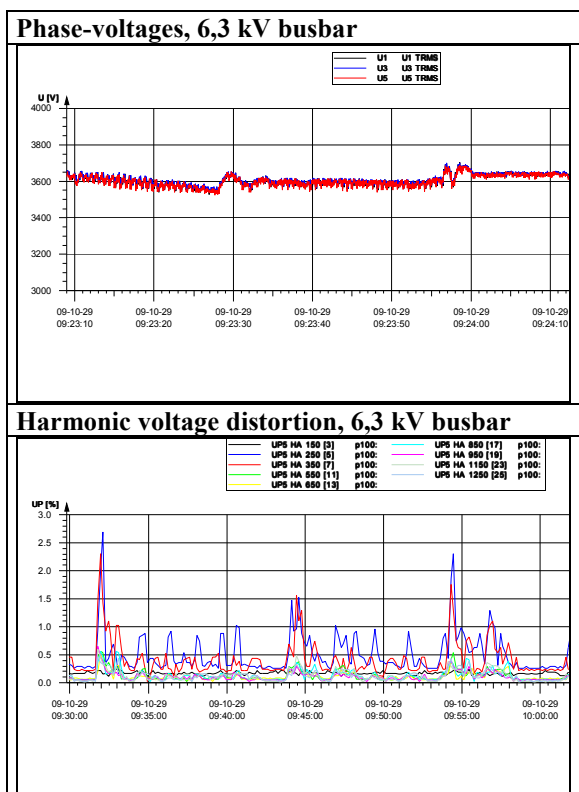 Phase-voltages, 6,3 kV busbar
U1 U1 TRMS
U3 U3 TRMS
U5 U5 TRMS
U [V]
4000
3800
3600
3400
3200
3000
09-10-29 09-10-29 09-10-29 09-10-29 09-10-29 09-10-29 09-10-29
09:23:10 09:23:20 09:23:30 09:23:40 09:23:50 09:24:00 09:24:10
Harmonic voltage distortion, 6,3 kV busbar
UP5 HA 150 [3] p100: UP5 HA 850 [17] p100:
UP5 HA 250 [5] p100: UP5 HA 950 [19] p100:
UP5 HA 350 [7] p100: UP5 HA 1150 [23] p100:
UP5 HA 550 [11] p100: UP5 HA 1250 [25] p100:
UP5 HA 650 [13] p100:
UP [%]
3.0
2.5
2.0
1.5
1.0
0.5
0.0
09-10-29 09-10-29 09-10-29 09-10-29 09-10-29 09-10-29 09-10-29
09:30:00 09:35:00 09:40:00 09:45:00 09:50:00 09:55:00 10:00:00